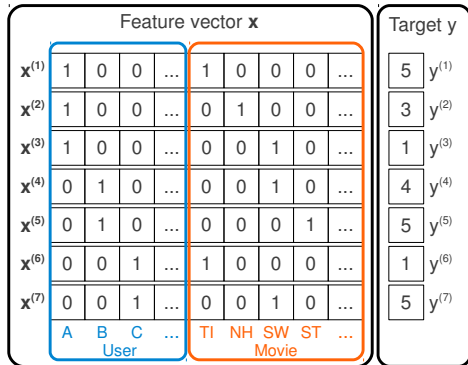 Feature vector x Target y
x(1) 1 0 0 ... 1 0 0 0 ... 5 y(1)
x(2) 1 0 0 ... 0 1 0 0 ... 3 y(2)
x(3) 1 0 0 ... 0 0 1 0 ... 1 y(3)
x(4) 0 1 0 ... 0 0 1 0 ... 4 y(4)
x(5) 0 1 0 ... 0 0 0 1 ... 5 y(5)
x(6) 0 0 1 ... 1 0 0 0 ... 1 y(6)
x(7) 0 0 1 ... 0 0 1 0 ... 5 y(7)
A B C ... TI NH SW ST ...
User Movie